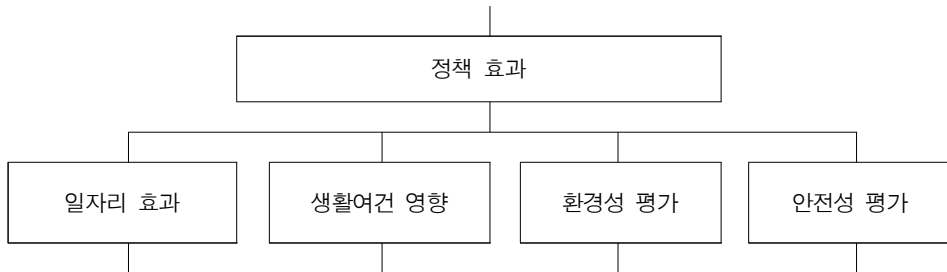 정책 효과
일자리 효과
생활여건 영향
환경성 평가
안전성 평가